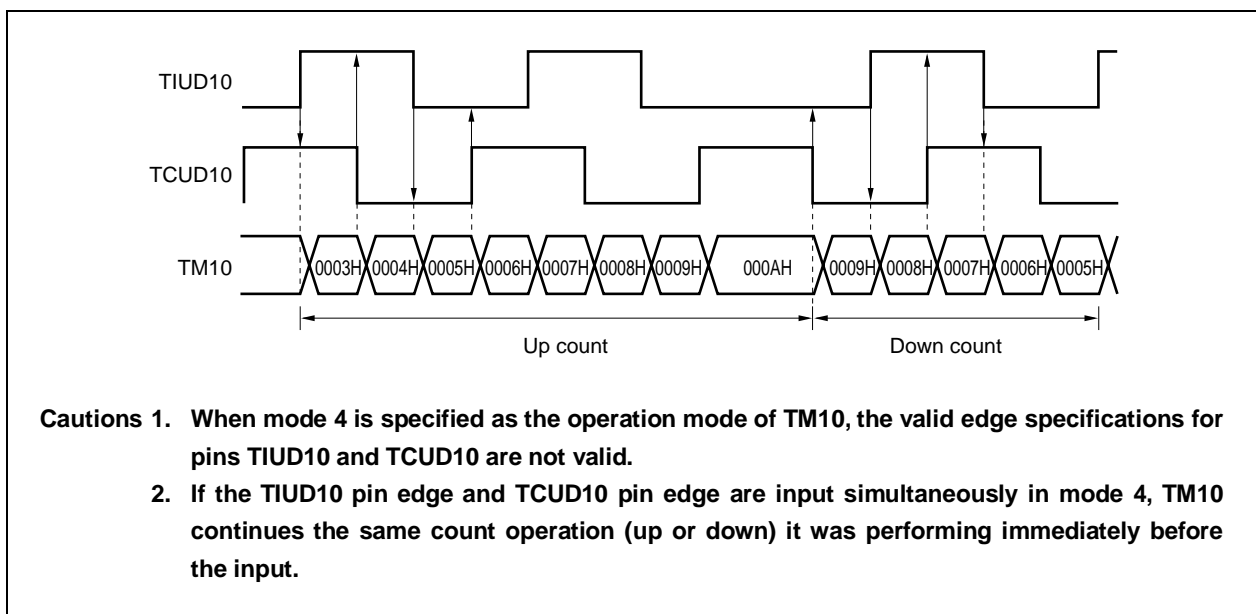 TIUD10
TCUD10
TM10
0003H 0004H 0005H 0006H 0007H 0008H 0009H 000AH 0009H 0008H 0007H 0006H 0005H
Up count
Down count
Cautions 1. When mode 4 is specified as the operation mode of TM10, the valid edge specifications for
pins TIUD10 and TCUD10 are not valid.
2. If the TIUD10 pin edge and TCUD10 pin edge are input simultaneously in mode 4, TM10
continues the same count operation (up or down) it was performing immediately before
the input.